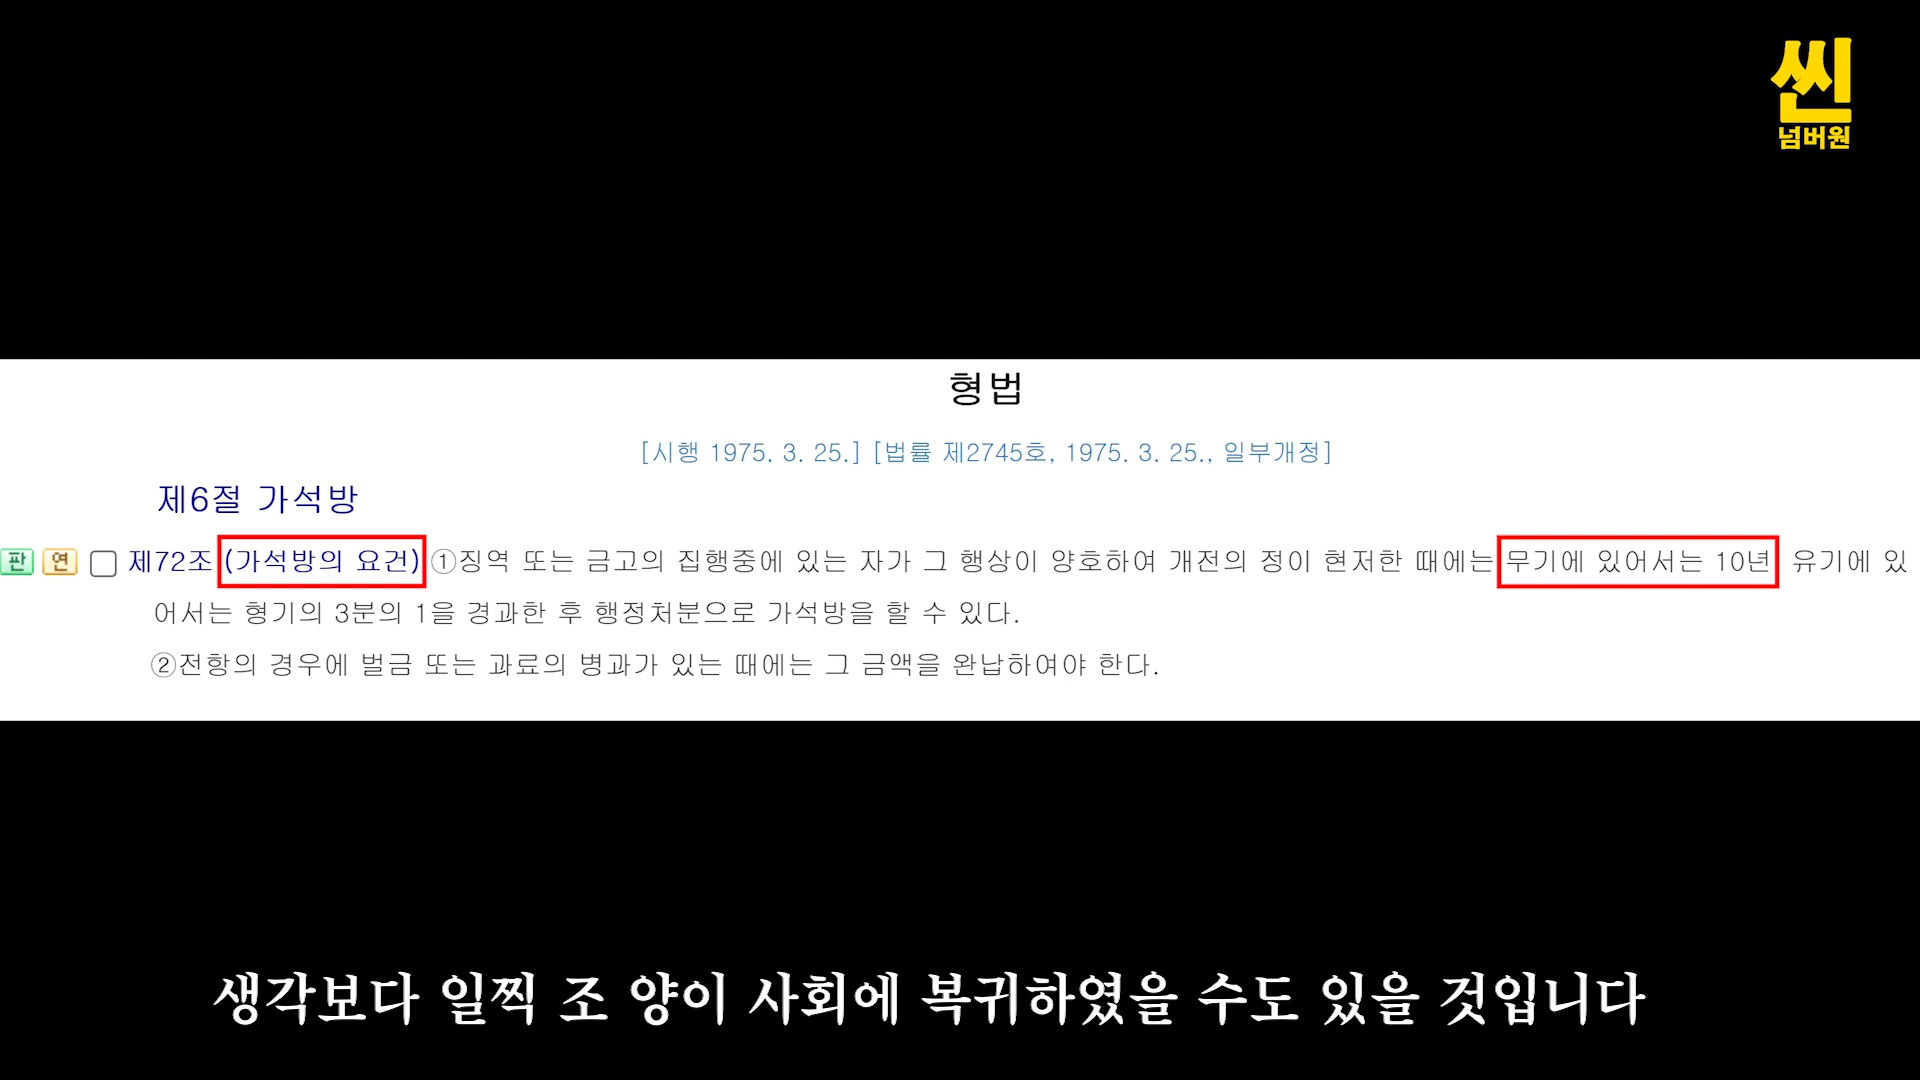 씬
넘버원
형법
[시행 1975. 3. 25.] [법률 제2745호, 1975. 3. 25., 일부개정]
제6절 가석방
판 연 제72조 (가석방의 요건) ①징역 또는 금고의 집행중에 있는 자가 그 행상이 양호하여 개전의 정이 현저한 때에는 무기에 있어서는 10년 유기에 있
어서는 형기의 3분의 1을 경과한 후 행정처분으로 가석방을 할 수 있다.
②전항의 경우에 벌금 또는 과료의 병과가 있는 때에는 그 금액을 완납하여야 한다.
생각보다 일찍 조 양이 사회에 복귀하였을 수도 있을 것입니다